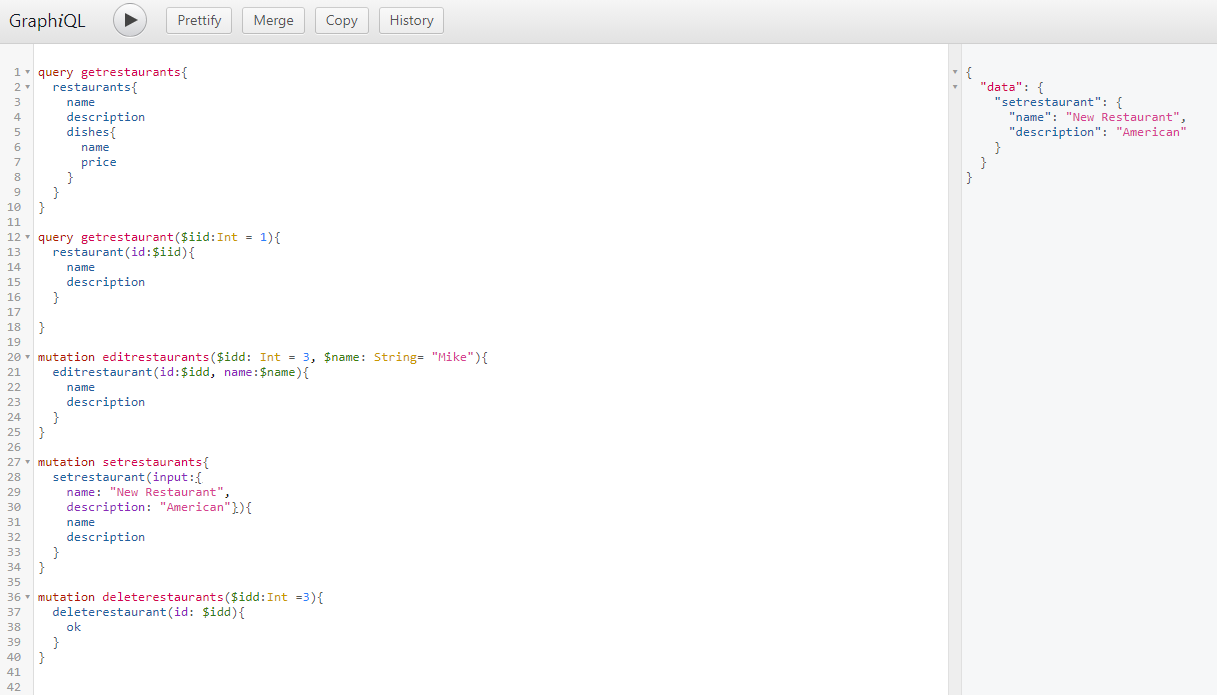 GraphiQL
Prettify
Merge
Copy
History
1 query getrestaurants{
2 restaurants{
3 name
4 description
5 dishes{
6 name
7 price
8 }
9 }
10 }
11
12 query getrestaurant($iid:Int = 1){
13 restaurant(id:$iid){
14 name
15 description
16 }
17
18 }
19
20 mutation editrestaurants($idd: Int = 3, $name: String= "Mike"){
21 editrestaurant(id:$idd, name:$name){
22 name
23 description
24 }
25 }
26
27 mutation setrestaurants{
28 setrestaurant(input:{
29 name: "New Restaurant",
30 description: "American"}){
31 name
32 description
33 }
34 }
35
36 mutation deleterestaurants($idd:Int =3){
37 deleterestaurant(id: $idd){
38 ok
39 }
40 }
41
42
{
"data": {
"setrestaurant": {
"name": "New Restaurant",
"description": "American"
}
}
}